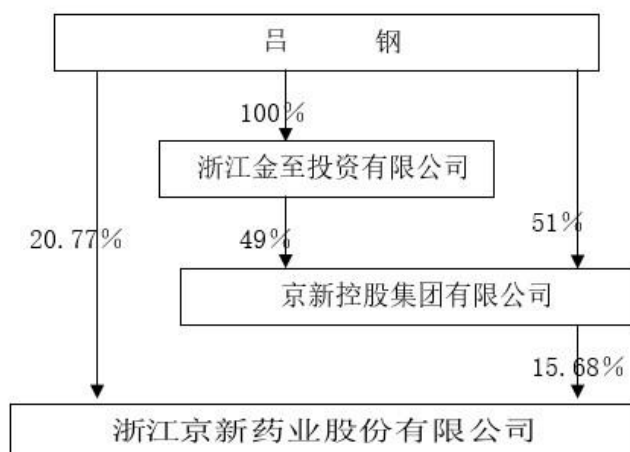 吕 钢
100%
浙江金至投资有限公司
20.77% 49% 51%
京新控股集团有限公司
15.68%
浙江京新药业股份有限公司